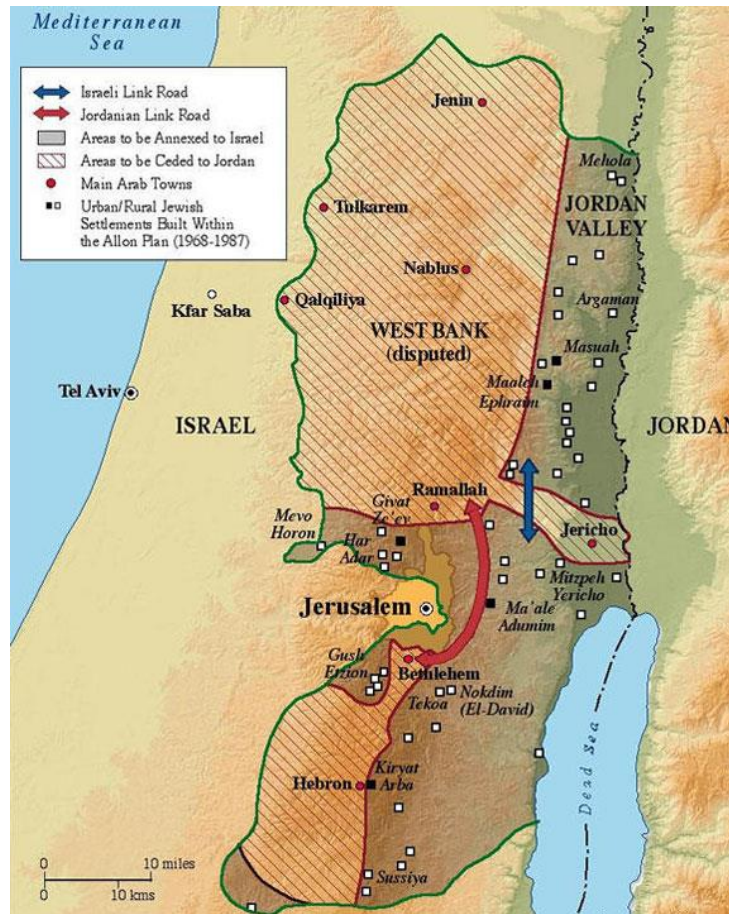 Mediterranean
Sea
Israeli Link Road
Jordanian Link Road
Areas to be Annexed to Israel
Areas to be Ceded to Jordan
Main Arab Towns
Urban/Rural Jewish
Settlements Built Within
the Allon Plan (1968-1987)
Jenin
Mehola
Tulkarem
JORDAN
VALLEY
Nablus
Kfar Saba
Qalqiliya
Argaman
WEST BANK
(disputed)
Masuah
Maaleh
Ephraim
Tel Aviv
ISRAEL
JORDAN
Ramallah
Givat
Ze'ev
Mevo
Horon
Har
Adar
Jericho
Mitzpeh
Yericho
Jerusalem
Ma'ale
Adumim
Gush
Etzion
Bethlehem
Tekoa
Nokdim
(El-David)
Kiryat
Arba
Hebron
Dead Sea
Sussiya
0 10 miles
0 10 kms